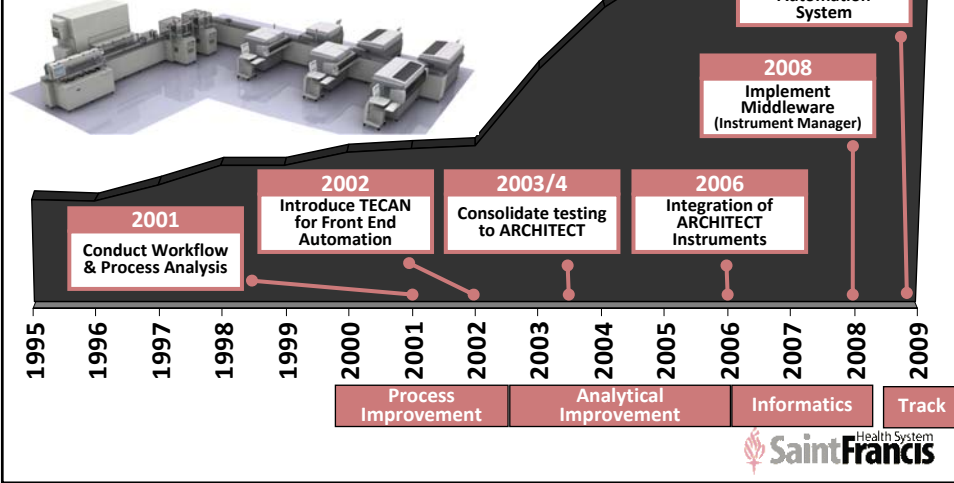 System
2008
Implement
Middleware
(Instrument Manager)
2001
Conduct Workflow
& Process Analysis
2002
Introduce TECAN
for Front End
Automation
2003/4
Consolidate testing
to ARCHITECT
2006
Integration of
ARCHITECT
Instruments
1995
1996
1997
1998
1999
2000
2001
2002
2003
2004
2005
2006
2007
2008
2009
Process
Improvement
Analytical
Improvement
Informatics
Track
Health System
SaintFrancis